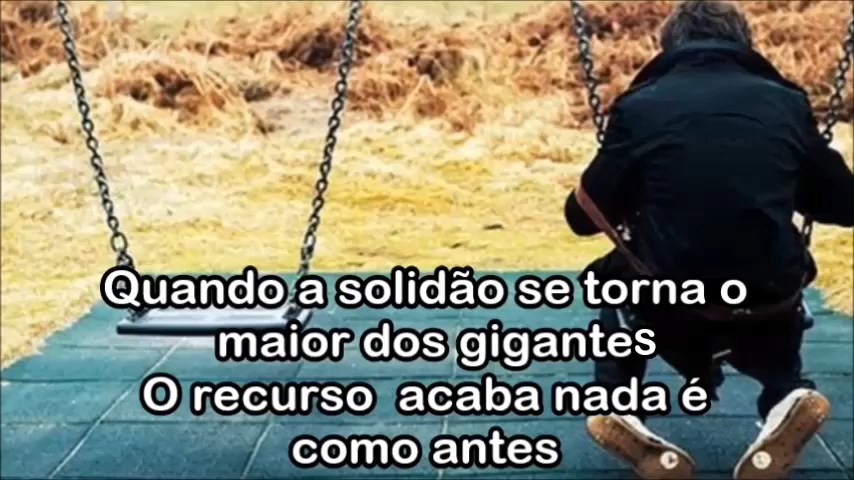 Quando a solidão se torna o
maior dos gigantes
O recurso acaba nada é
como antes